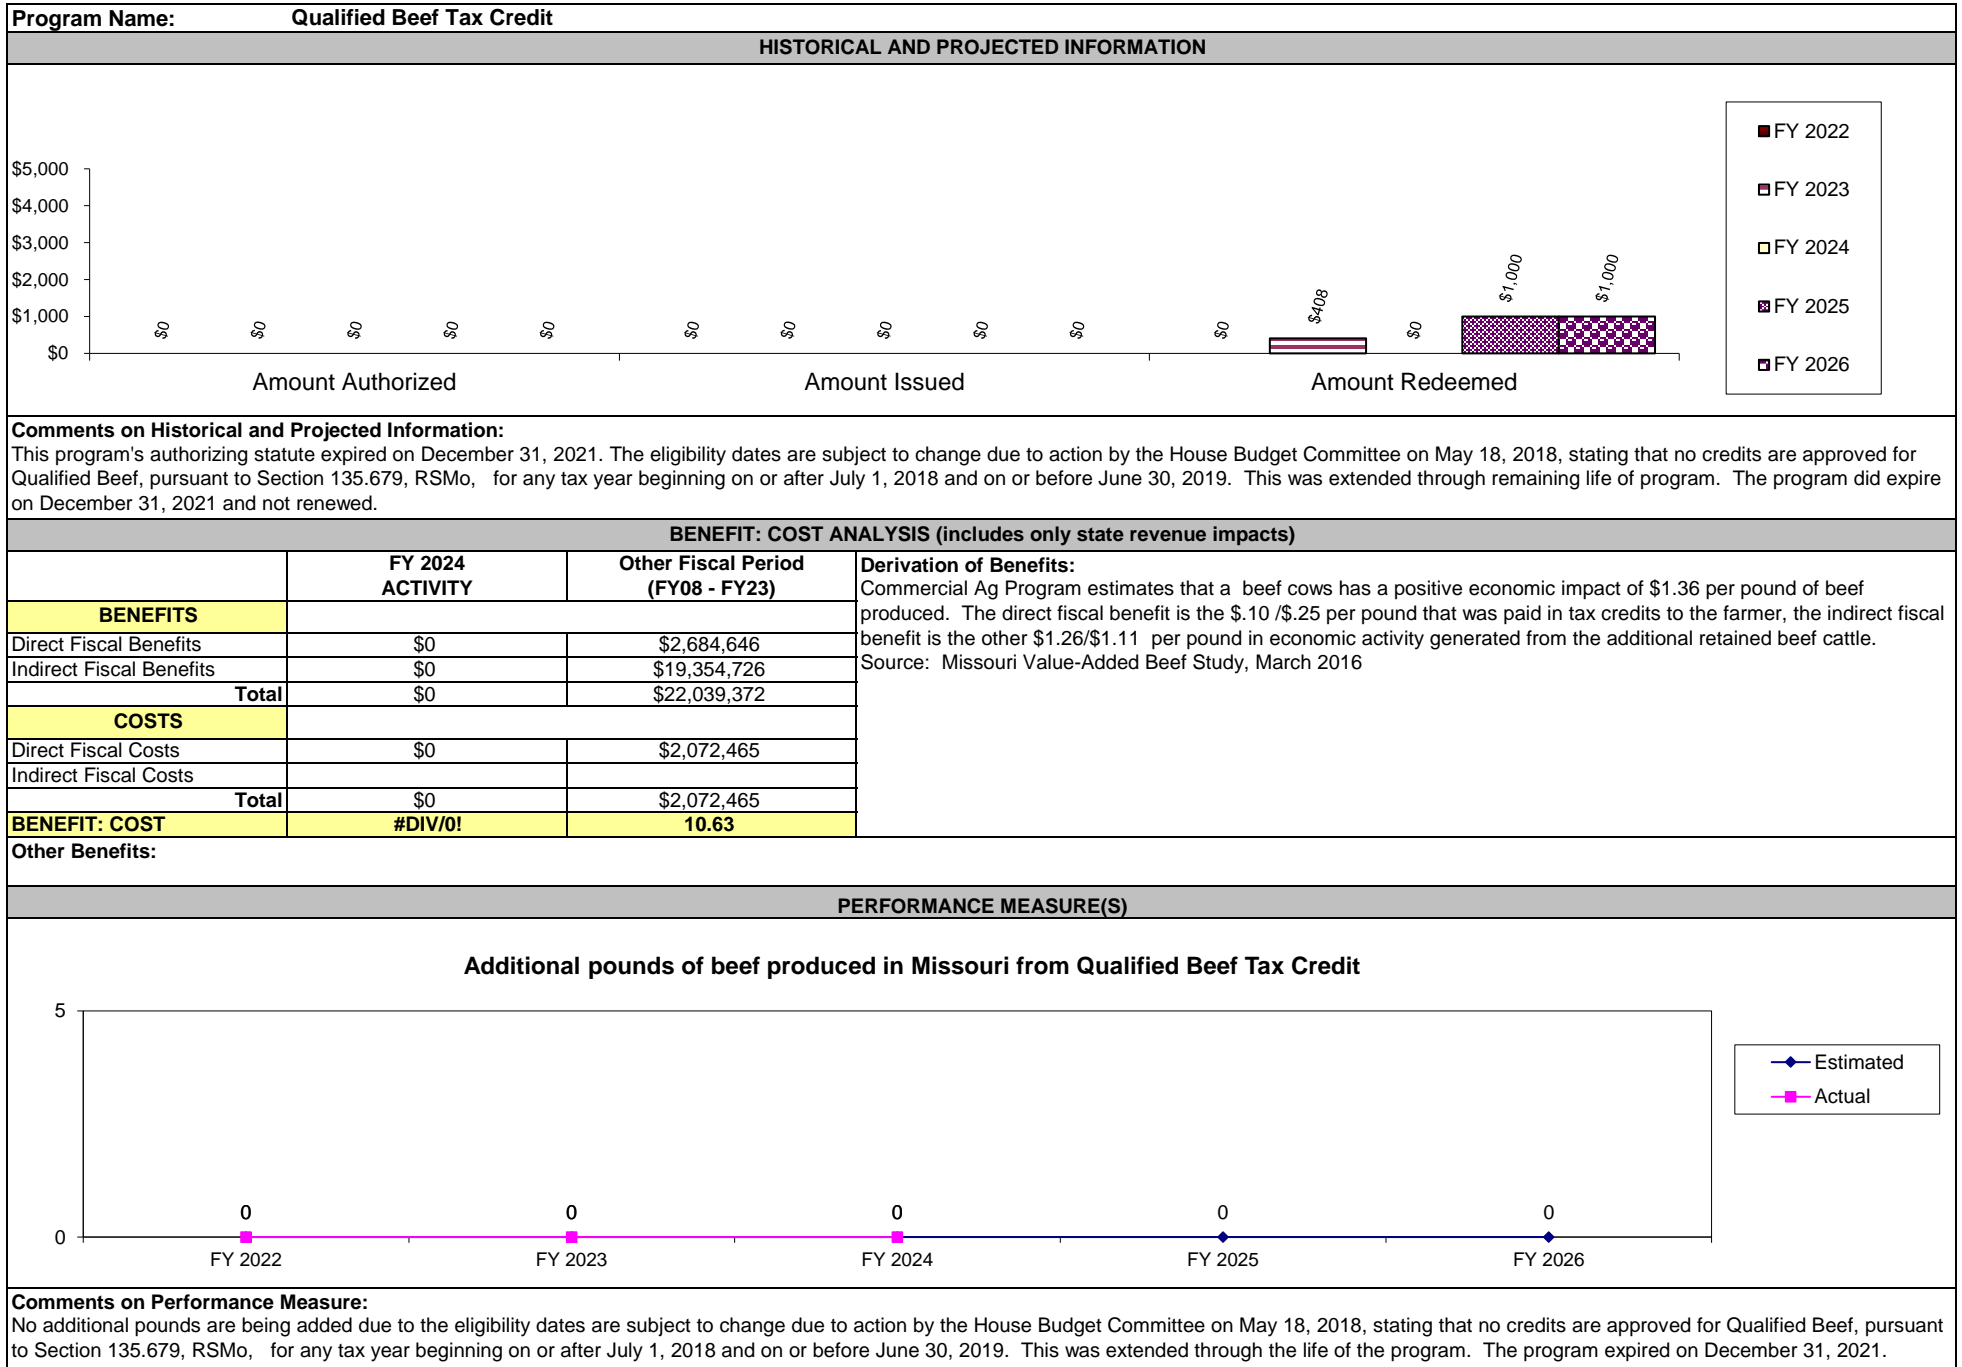 Program Name: Qualified Beef Tax Credit
HISTORICAL AND PROJECTED INFORMATION
$5,000
$4,000
$3,000
$2,000
$1,000
$0
$0 $0 $0 $0 $0 $0 $0 $0 $0 $0 $0 $408 $0 $1,000 $1,000
Amount Authorized Amount Issued Amount Redeemed
FY 2022
FY 2023
FY 2024
FY 2025
FY 2026
Comments on Historical and Projected Information:
This program's authorizing statute expired on December 31, 2021. The eligibility dates are subject to change due to action by the House Budget Committee on May 18, 2018, stating that no credits are approved for
Qualified Beef, pursuant to Section 135.679, RSMo, for any tax year beginning on or after July 1, 2018 and on or before June 30, 2019. This was extended through remaining life of program. The program did expire
on December 31, 2021 and not renewed.
BENEFIT: COST ANALYSIS (includes only state revenue impacts)
FY 2024 Other Fiscal Period
ACTIVITY (FY08 - FY23)
BENEFITS
Direct Fiscal Benefits $0 $2,684,646
Indirect Fiscal Benefits $0 $19,354,726
Total $0 $22,039,372
COSTS
Direct Fiscal Costs $0 $2,072,465
Indirect Fiscal Costs
Total $0 $2,072,465
BENEFIT: COST #DIV/0! 10.63
Derivation of Benefits:
Commercial Ag Program estimates that a beef cows has a positive economic impact of $1.36 per pound of beef
produced. The direct fiscal benefit is the $.10 /$.25 per pound that was paid in tax credits to the farmer, the indirect fiscal
benefit is the other $1.26/$1.11 per pound in economic activity generated from the additional retained beef cattle.
Source: Missouri Value-Added Beef Study, March 2016
Other Benefits:
PERFORMANCE MEASURE(S)
Additional pounds of beef produced in Missouri from Qualified Beef Tax Credit
5
0
0 0 0 0 0
FY 2022 FY 2023 FY 2024 FY 2025 FY 2026
Estimated
Actual
Comments on Performance Measure:
No additional pounds are being added due to the eligibility dates are subject to change due to action by the House Budget Committee on May 18, 2018, stating that no credits are approved for Qualified Beef, pursuant
to Section 135.679, RSMo, for any tax year beginning on or after July 1, 2018 and on or before June 30, 2019. This was extended through the life of the program. The program expired on December 31, 2021.